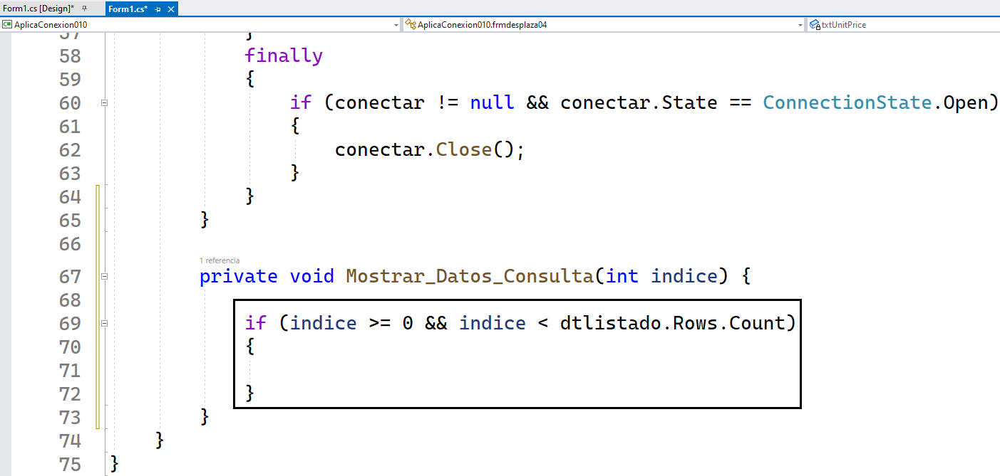 Form1.cs [Design]* Form1.cs*
AplicaConexion010 AplicaConexion010.frmdesplaza04 txtUnitPrice
57 }
58 finally
59 {
60 if (conectar != null && conectar.State == ConnectionState.Open)
61 {
62 conectar.Close();
63 }
64 }
65 }
66
1 referencia
67 private void Mostrar_Datos_Consulta(int indice) {
68
69 if (indice >= 0 && indice < dtlistado.Rows.Count)
70 {
71
72 }
73 }
74 }
75 }